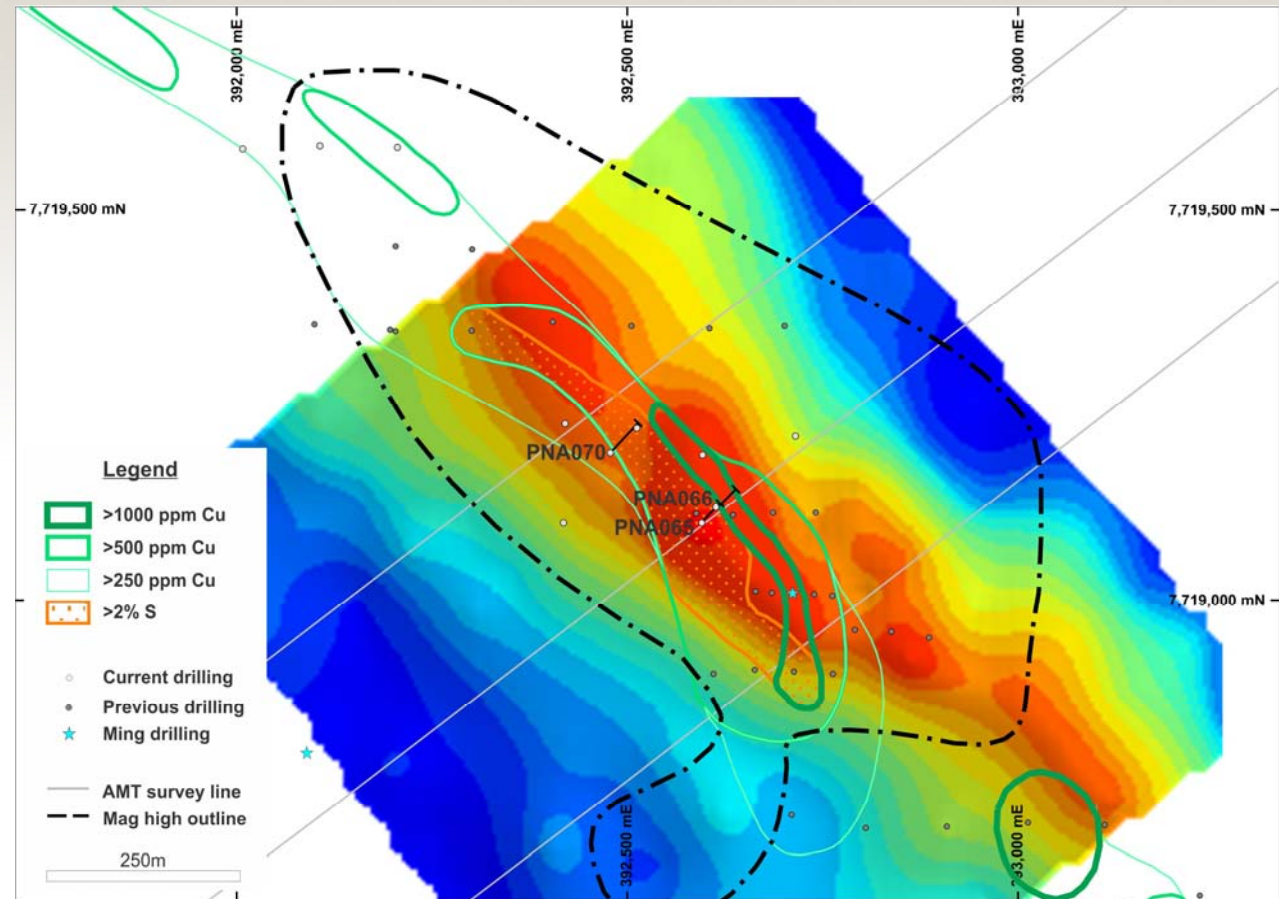 392,000 mE
392,500 mE
393,000 mE
7,719,500 mN
7,719,500 mN
PNA070
PNA066
PNA065
7,719,000 mN
Legend
>1000 ppm Cu
>500 ppm Cu
>250 ppm Cu
>2% S
Current drilling
Previous drilling
Ming drilling
AMT survey line
Mag high outline
250m
392,500 mE
393,000 mE